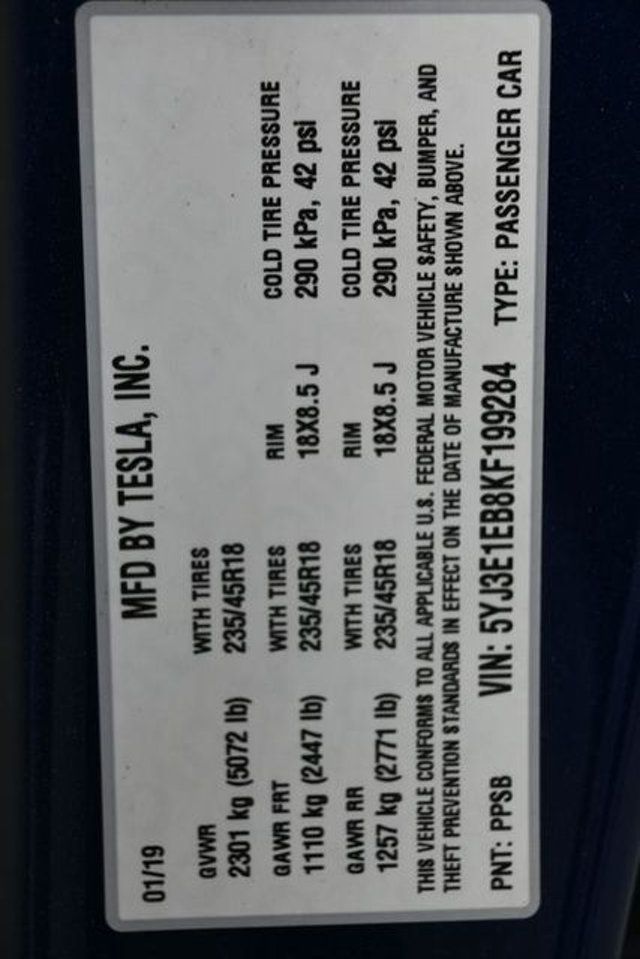 01/19 MFD BY TESLA, INC.
GVWR WITH TIRES
2301 kg (5072 lb) 235/45R18
GAWR FRT WITH TIRES RIM COLD TIRE PRESSURE
1110 kg (2447 lb) 235/45R18 18X8.5 J 290 kPa, 42 psi
GAWR RR WITH TIRES RIM COLD TIRE PRESSURE
1257 kg (2771 lb) 235/45R18 18X8.5 J 290 kPa, 42 psi
THIS VEHICLE CONFORMS TO ALL APPLICABLE U.S. FEDERAL MOTOR VEHICLE SAFETY, BUMPER, AND
THEFT PREVENTION STANDARDS IN EFFECT ON THE DATE OF MANUFACTURE SHOWN ABOVE.
PNT: PPSB VIN: 5YJ3E1EB8KF199284 TYPE: PASSENGER CAR